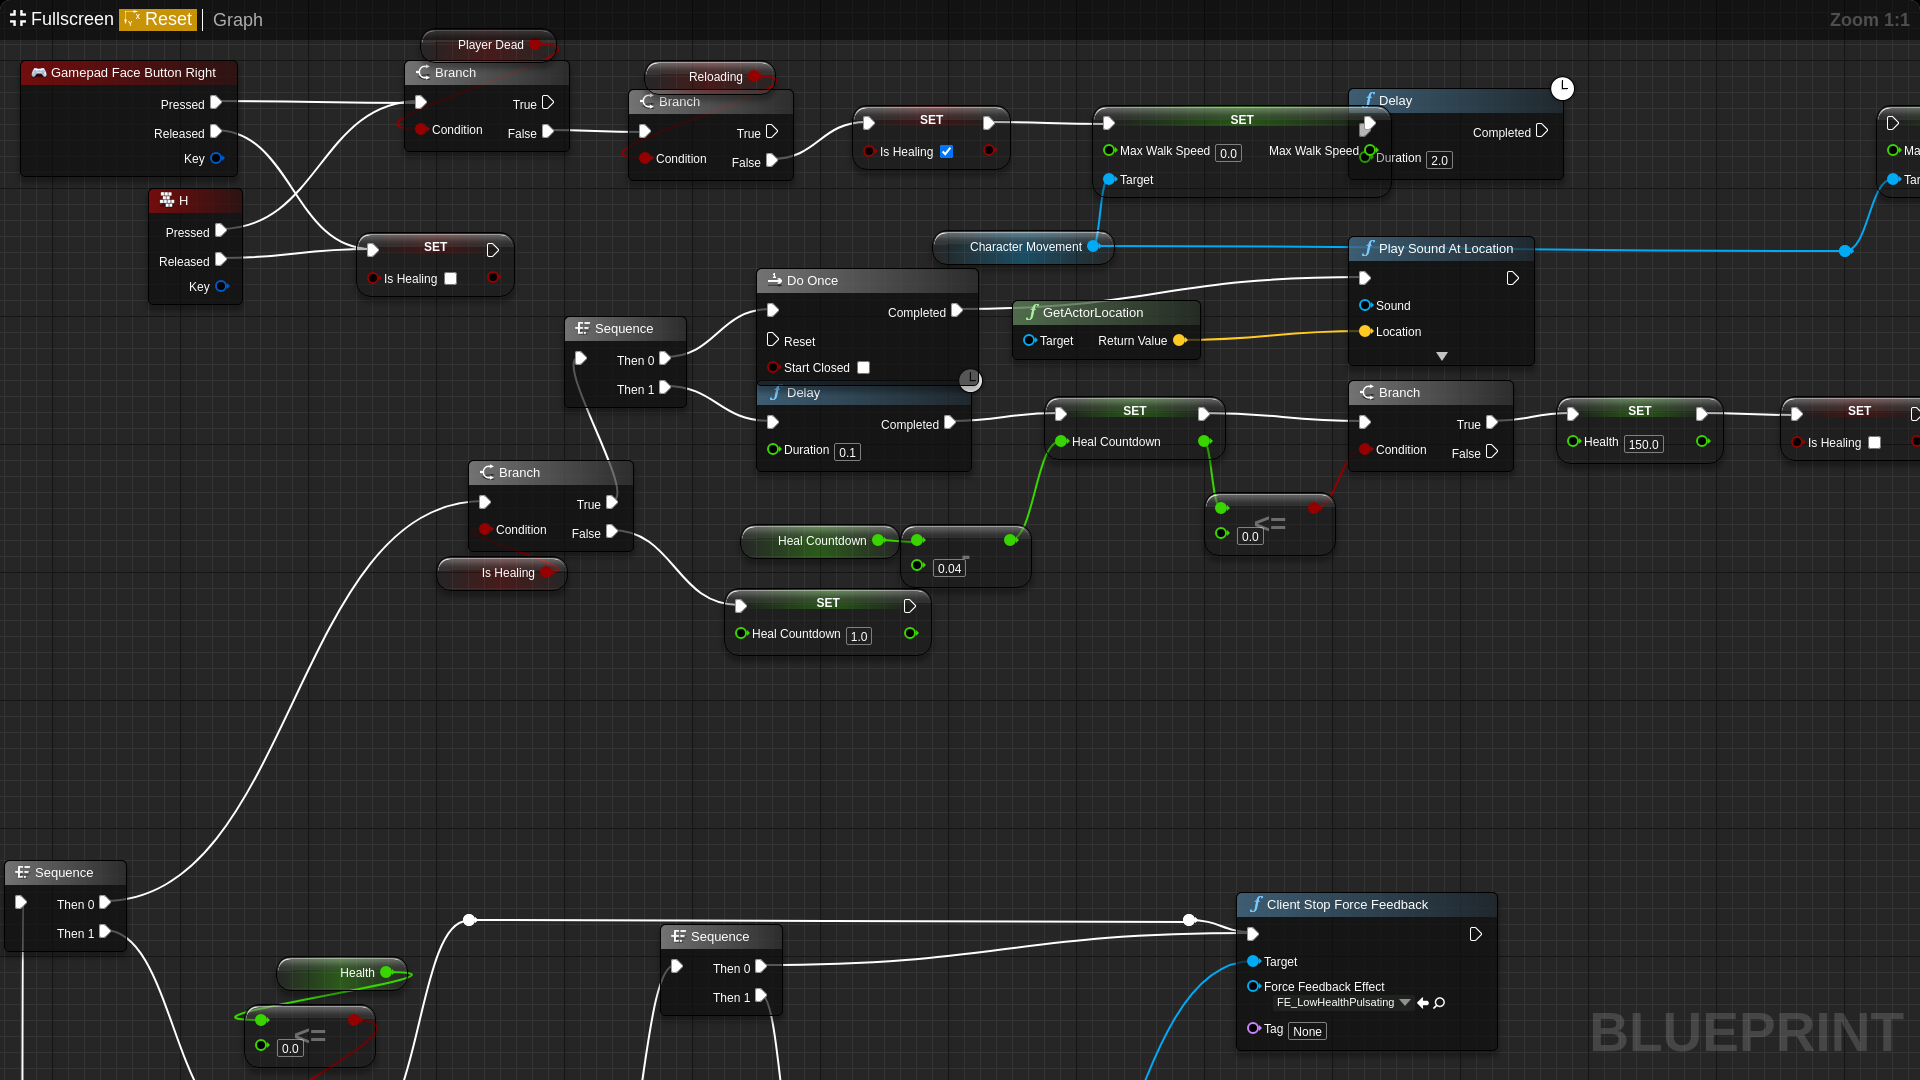 Fullscreen Reset Graph
Zoom 1:1
Player Dead
Gamepad Face Button Right
Pressed
Released
Key
Branch
True
Condition
False
Reloading
Branch
True
Condition
False
SET
Is Healing
SET
Max Walk Speed 0.0 Max Walk Speed
Target
Delay
Completed
Duration 2.0
H
Pressed
Released
Key
SET
Is Healing
Character Movement
Play Sound At Location
Sound
Location
Do Once
Completed
Reset
Start Closed
GetActorLocation
Target Return Value
Sequence
Then 0
Then 1
Delay
Completed
Duration 0.1
SET
Heal Countdown
Branch
True
Condition
False
SET
Health 150.0
SET
Is Healing
Branch
True
Condition
False
Is Healing
Heal Countdown
-
0.04
<=
0.0
SET
Heal Countdown 1.0
Sequence
Then 0
Then 1
Health
<=
0.0
Sequence
Then 0
Then 1
Client Stop Force Feedback
Target
Force Feedback Effect
FE_LowHealthPulsating
Tag None
BLUEPRINT